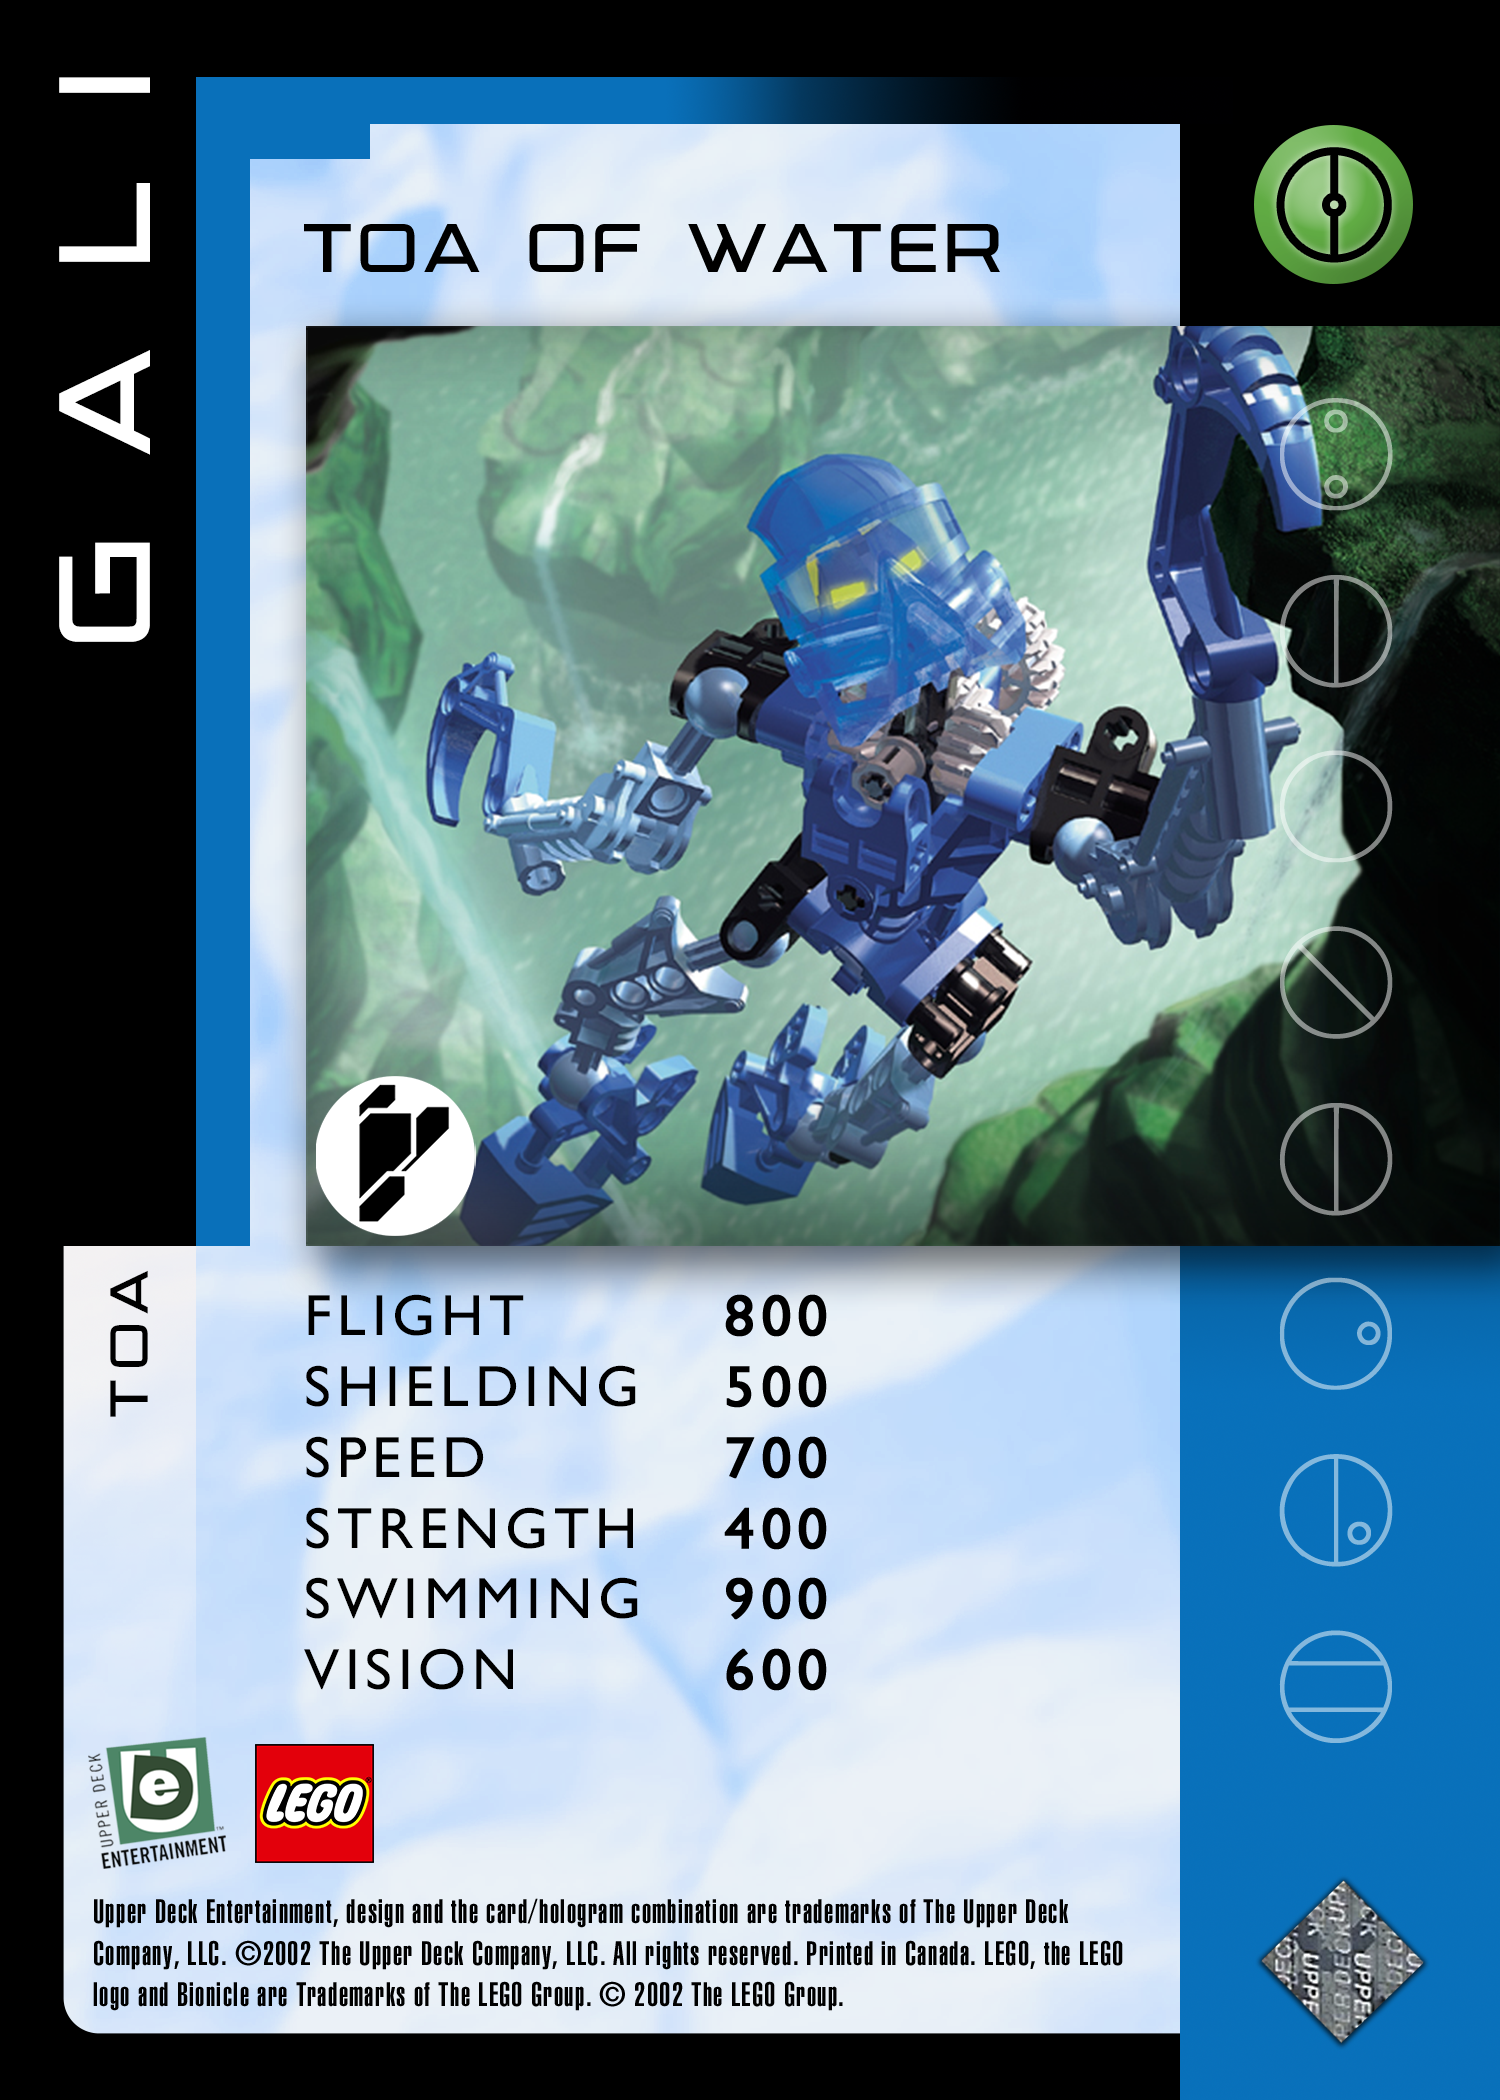 GALI
TOA OF WATER
TOA
FLIGHT 800
SHIELDING 500
SPEED 700
STRENGTH 400
SWIMMING 900
VISION 600
UPPER DECK
e
ENTERTAINMENT™
LEGO
Upper Deck Entertainment, design and the card/hologram combination are trademarks of The Upper Deck
Company, LLC. ©2002 The Upper Deck Company, LLC. All rights reserved. Printed in Canada. LEGO, the LEGO
logo and Bionicle are Trademarks of The LEGO Group. © 2002 The LEGO Group.